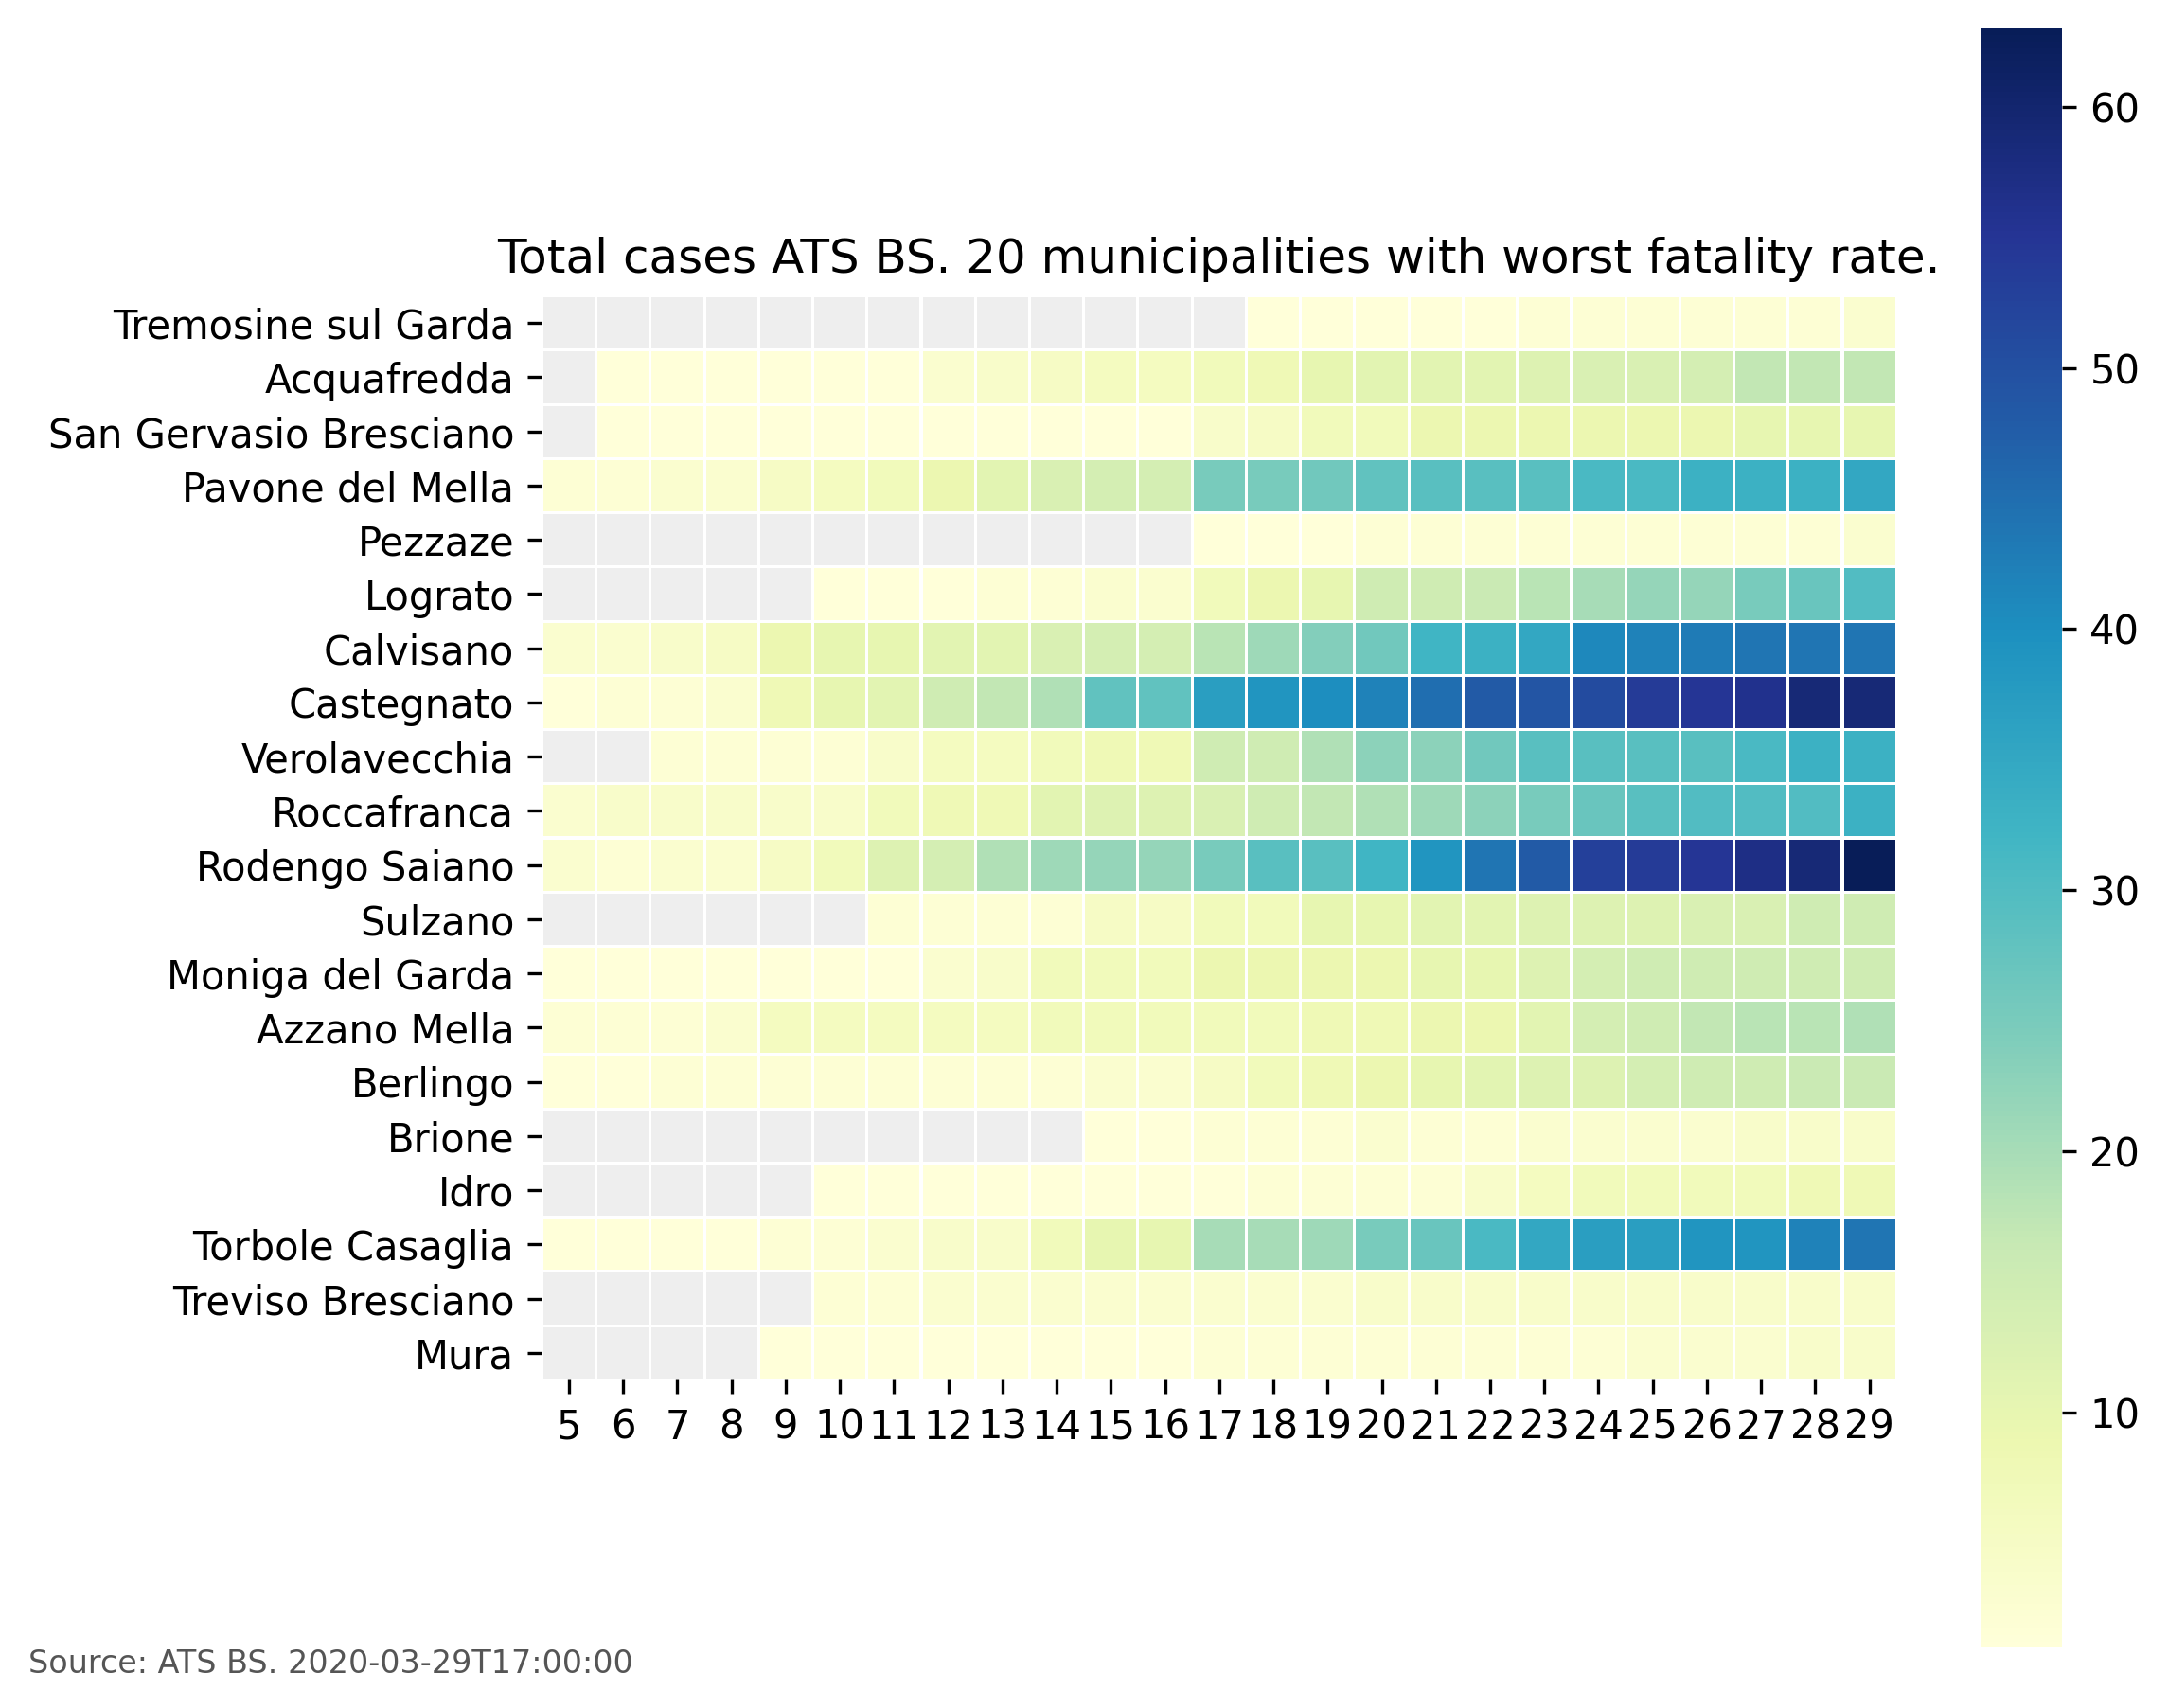 Total cases ATS BS. 20 municipalities with worst fatality rate.
Tremosine sul Garda
Acquafredda
San Gervasio Bresciano
Pavone del Mella
Pezzaze
Lograto
Calvisano
Castegnato
Verolavecchia
Roccafranca
Rodengo Saiano
Sulzano
Moniga del Garda
Azzano Mella
Berlingo
Brione
Idro
Torbole Casaglia
Treviso Bresciano
Mura
5 6 7 8 9 10 11 12 13 14 15 16 17 18 19 20 21 22 23 24 25 26 27 28 29
60
50
40
30
20
10
Source: ATS BS. 2020-03-29T17:00:00